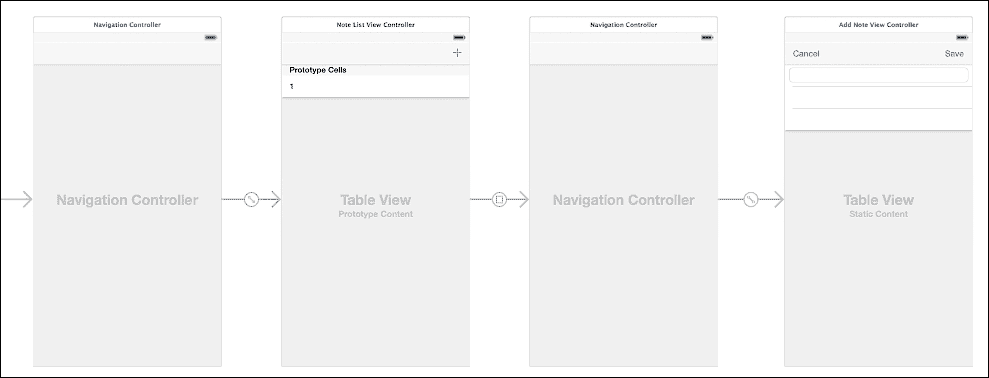 Navigation Controller
Navigation Controller
Note List View Controller
Prototype Cells
1
Table View
Prototype Content
Navigation Controller
Navigation Controller
Add Note View Controller
Cancel Save
Table View
Static Content